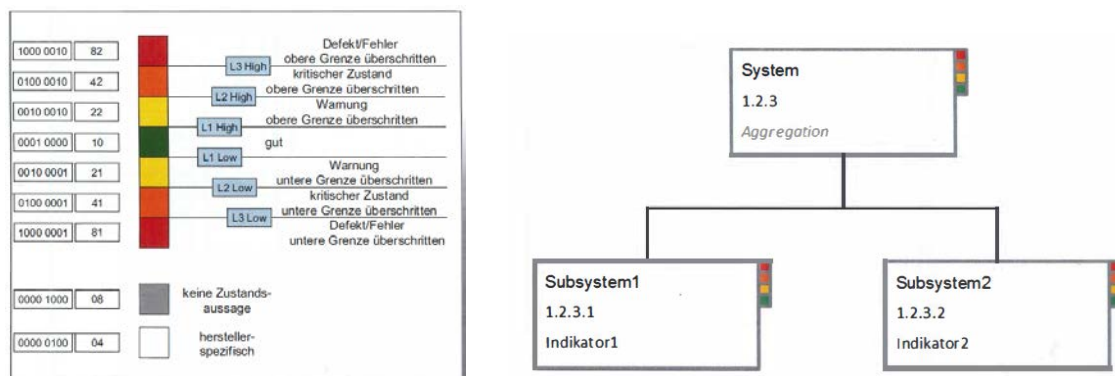 1000 0010 82
Defekt/Fehler
obere Grenze überschritten
L3 High
0100 0010 42
kritischer Zustand
obere Grenze überschritten
L2 High
0010 0010 22
Warnung
obere Grenze überschritten
L1 High
0001 0000 10
gut
L1 Low
0010 0001 21
Warnung
untere Grenze überschritten
L2 Low
0100 0001 41
kritischer Zustand
untere Grenze überschritten
L3 Low
1000 0001 81
Defekt/Fehler
untere Grenze überschritten
0000 1000 08
keine Zustands-
aussage
0000 0100 04
hersteller-
spezifisch
System
1.2.3
Aggregation
Subsystem1
1.2.3.1
Indikator1
Subsystem2
1.2.3.2
Indikator2